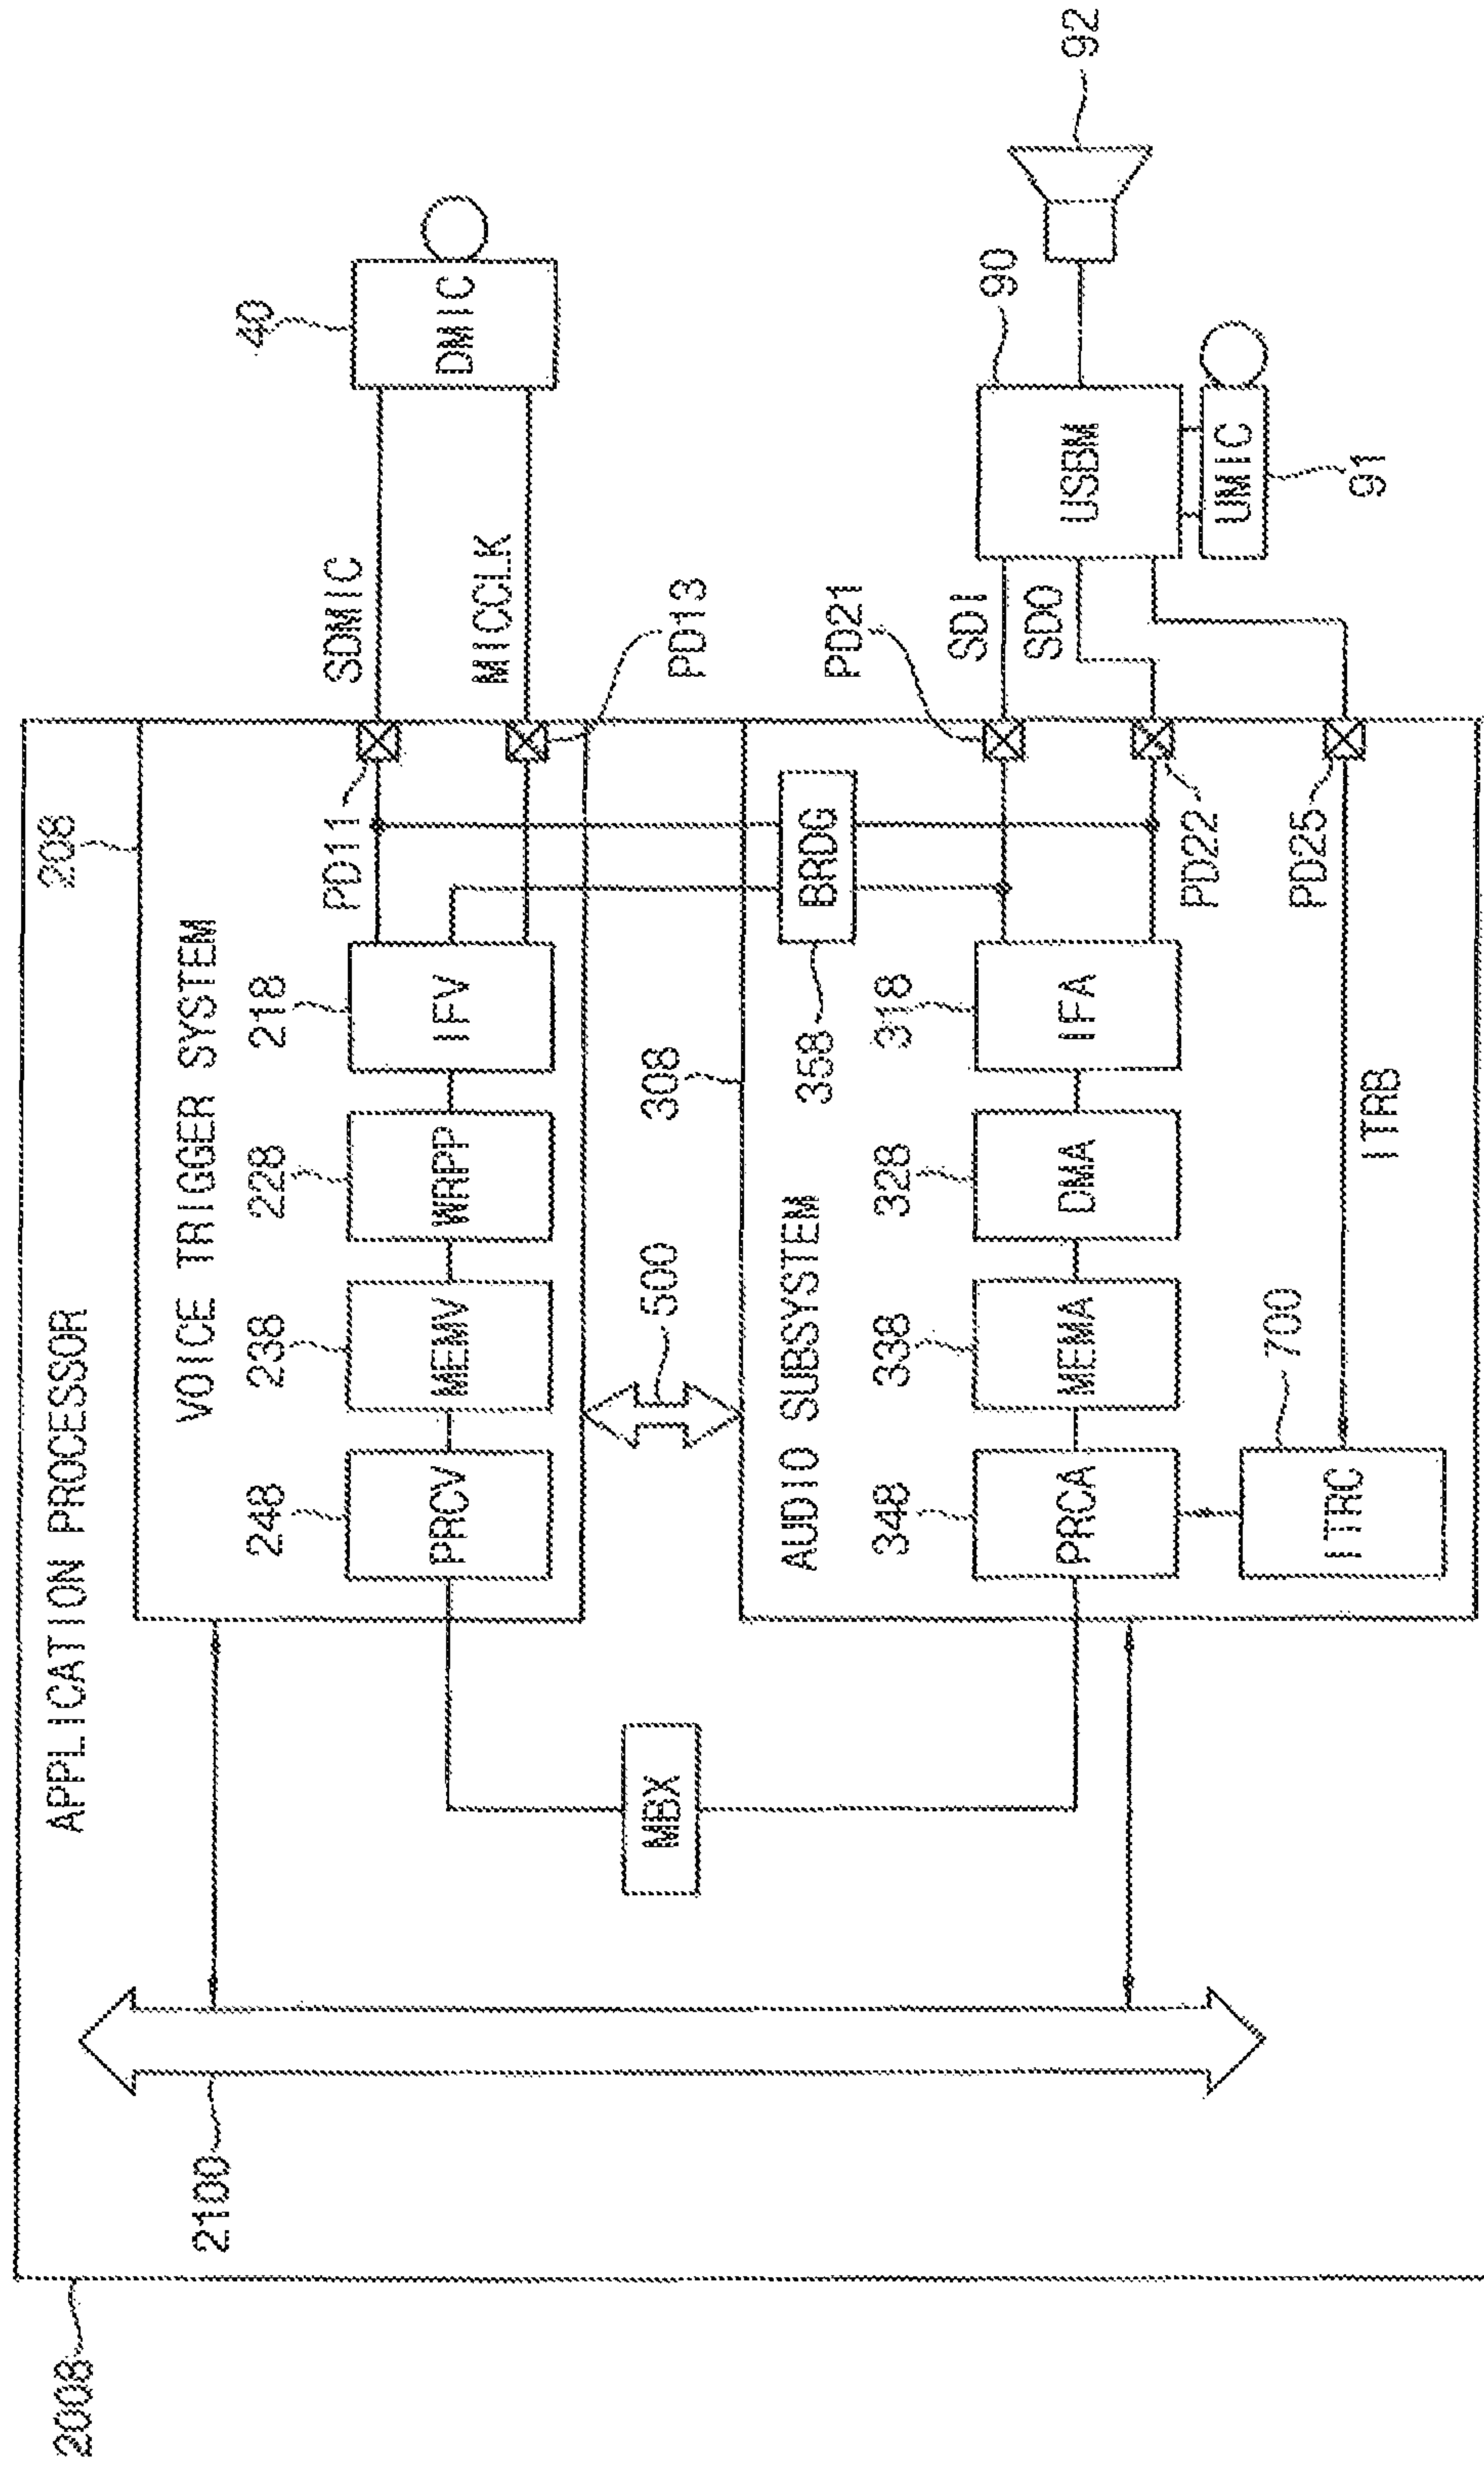 2008
APPLICATION PROCESSOR
2100
208
VOICE TRIGGER SYSTEM
248
238
228
218
PRCV
MEMV
WRPP
IFV
PD11
SDMIC
MICCLK
PD13
40
DMIC
MBX
500
308
358
BRDG
AUDIO SUBSYSTEM
348
338
328
318
PRCA
MEMA
DMA
IFA
PD21
SDI
SDO
PD22
PD25
90
USBM
92
UMIC
91
700
ITRC
ITRB